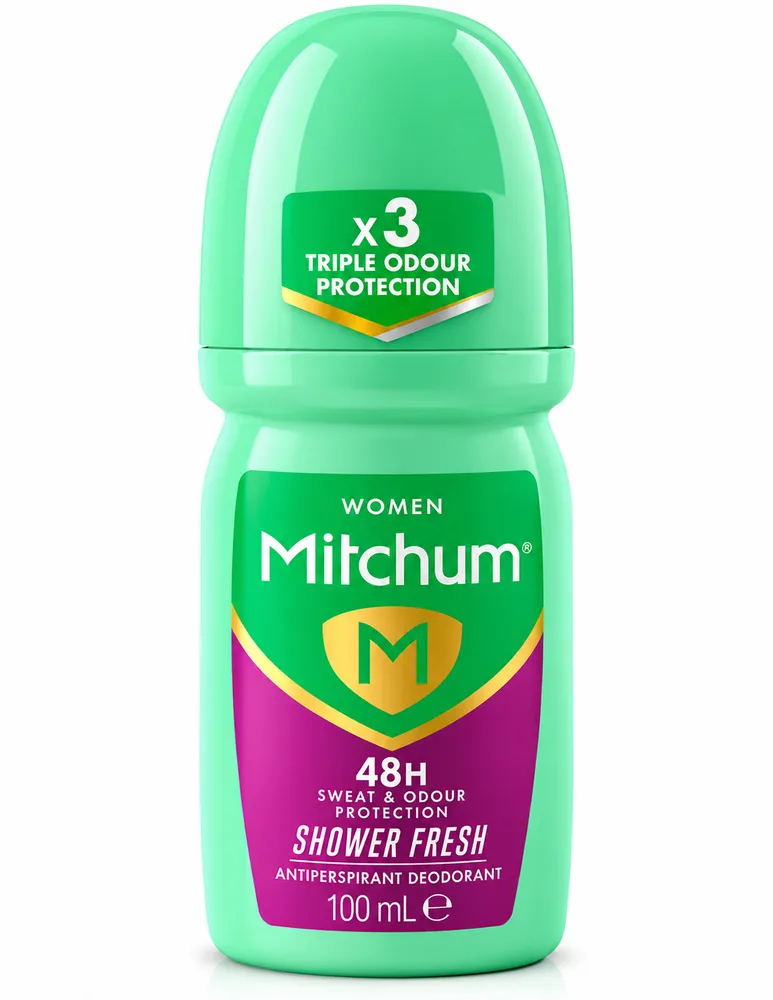 x3
TRIPLE ODOUR
PROTECTION
WOMEN
Mitchum®
M
48H
SWEAT & ODOUR
PROTECTION
SHOWER FRESH
ANTIPERSPIRANT DEODORANT
100 mL ℮